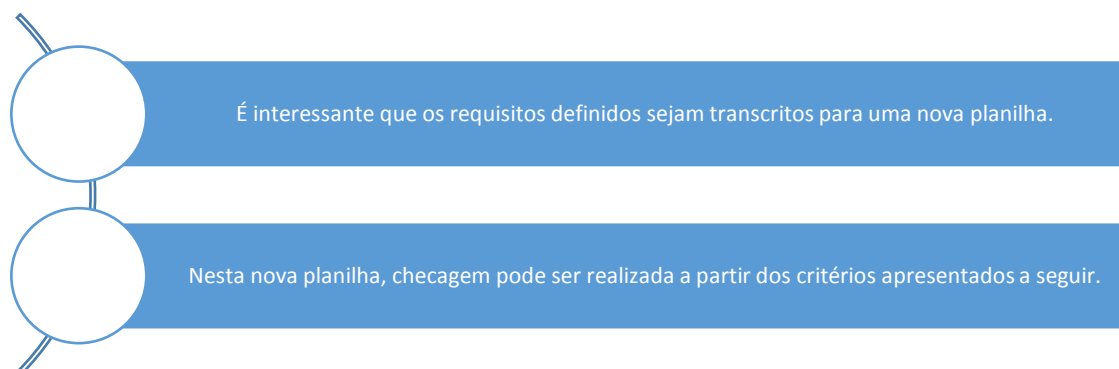 É interessante que os requisitos definidos sejam transcritos para uma nova planilha.
Nesta nova planilha, checagem pode ser realizada a partir dos critérios apresentados a seguir.